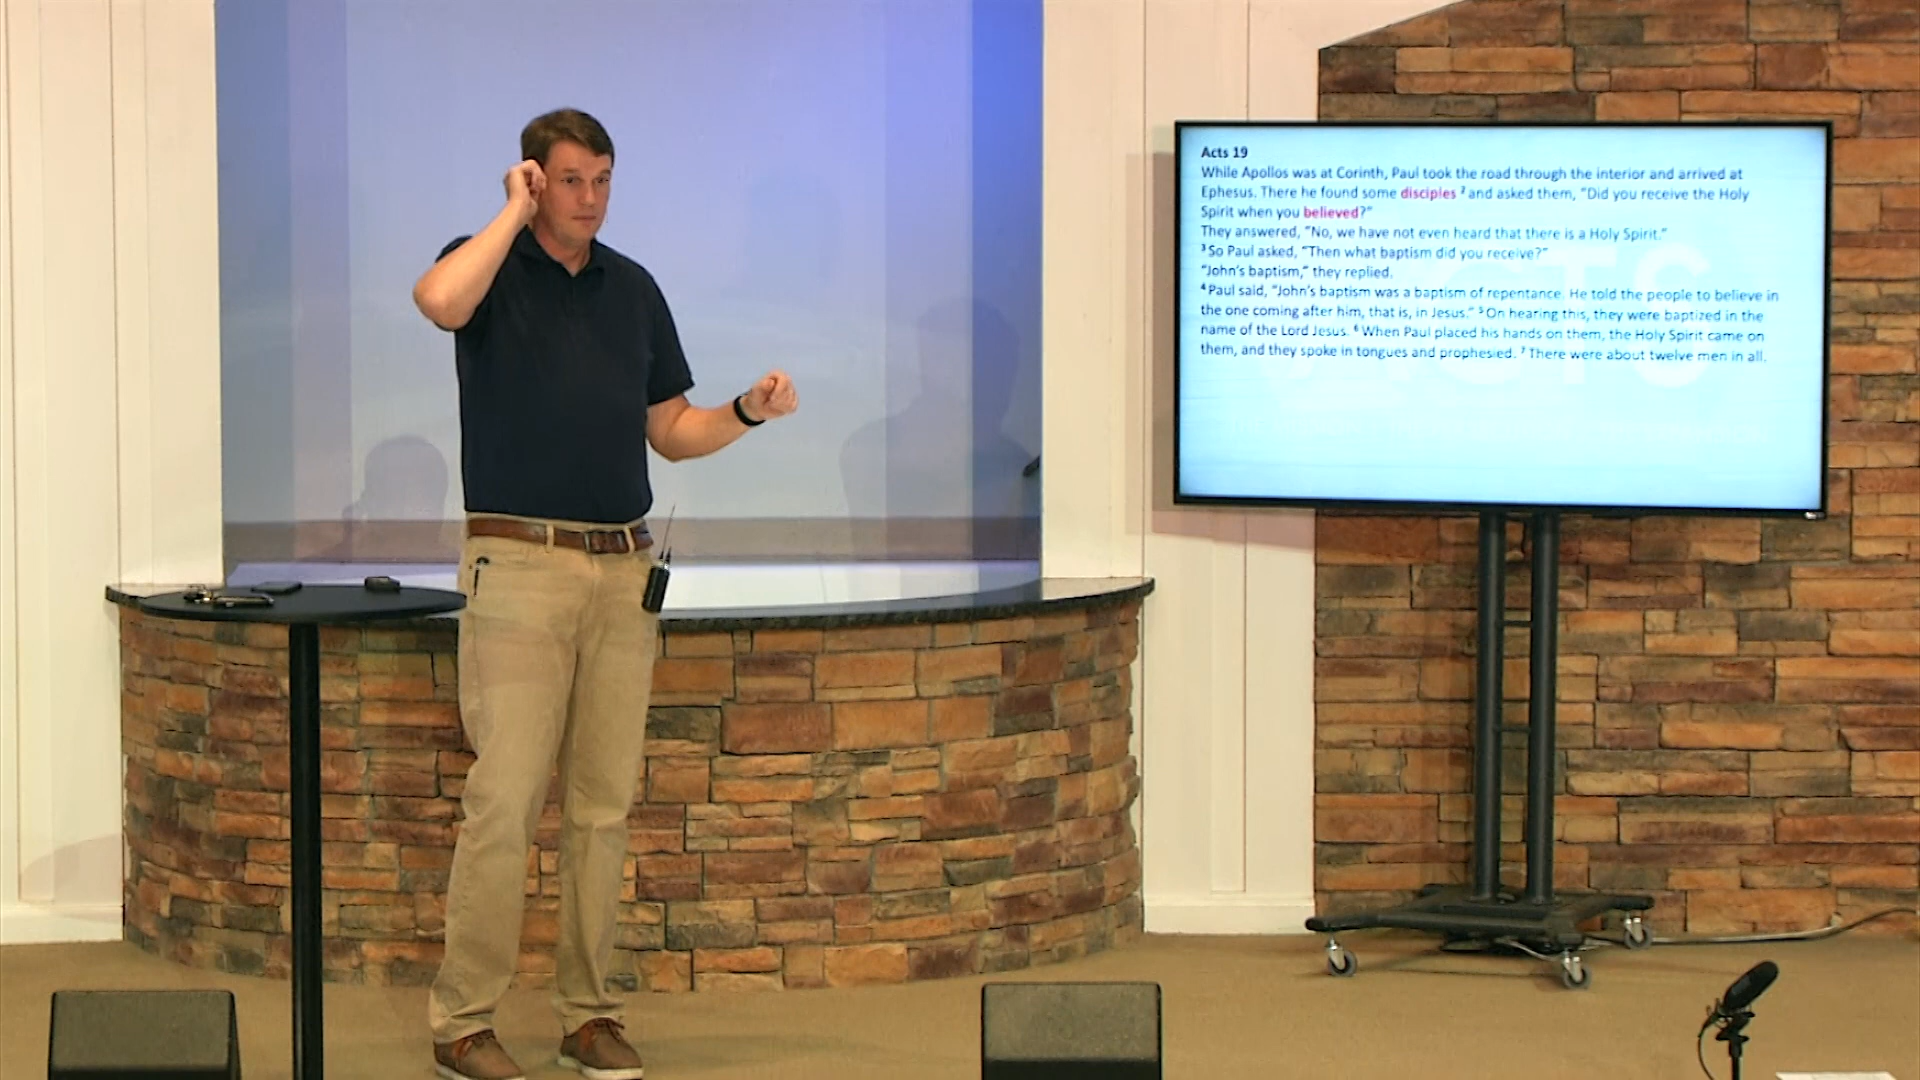 Acts 19
While Apollos was at Corinth, Paul took the road through the interior and arrived at
Ephesus. There he found some disciples ² and asked them, “Did you receive the Holy
Spirit when you believed?”
They answered, “No, we have not even heard that there is a Holy Spirit.”
³ So Paul asked, “Then what baptism did you receive?”
“John’s baptism,” they replied.
⁴ Paul said, “John’s baptism was a baptism of repentance. He told the people to believe in
the one coming after him, that is, in Jesus.” ⁵ On hearing this, they were baptized in the
name of the Lord Jesus. ⁶ When Paul placed his hands on them, the Holy Spirit came on
them, and they spoke in tongues and prophesied. ⁷ There were about twelve men in all.